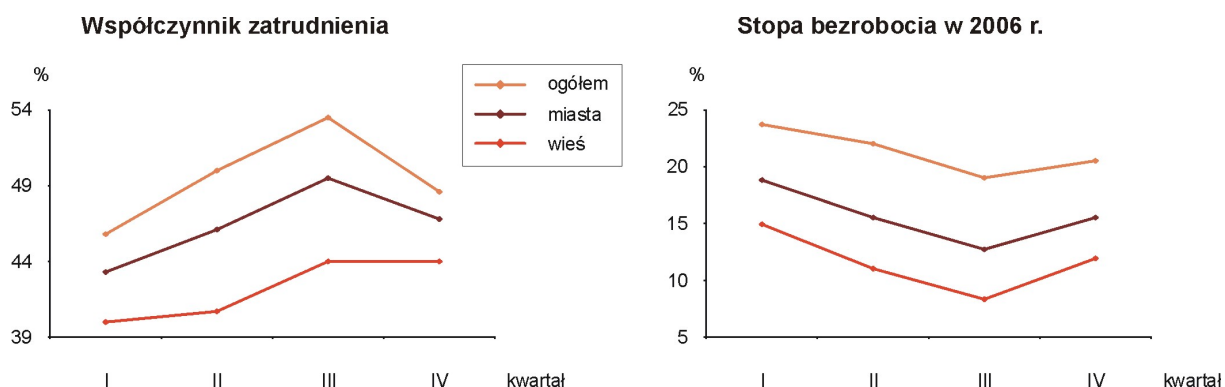 Współczynnik zatrudnienia
%
54
49
44
39
I II III IV kwartał
ogółem
miasta
wieś
Stopa bezrobocia w 2006 r.
%
25
20
15
10
5
I II III IV kwartał